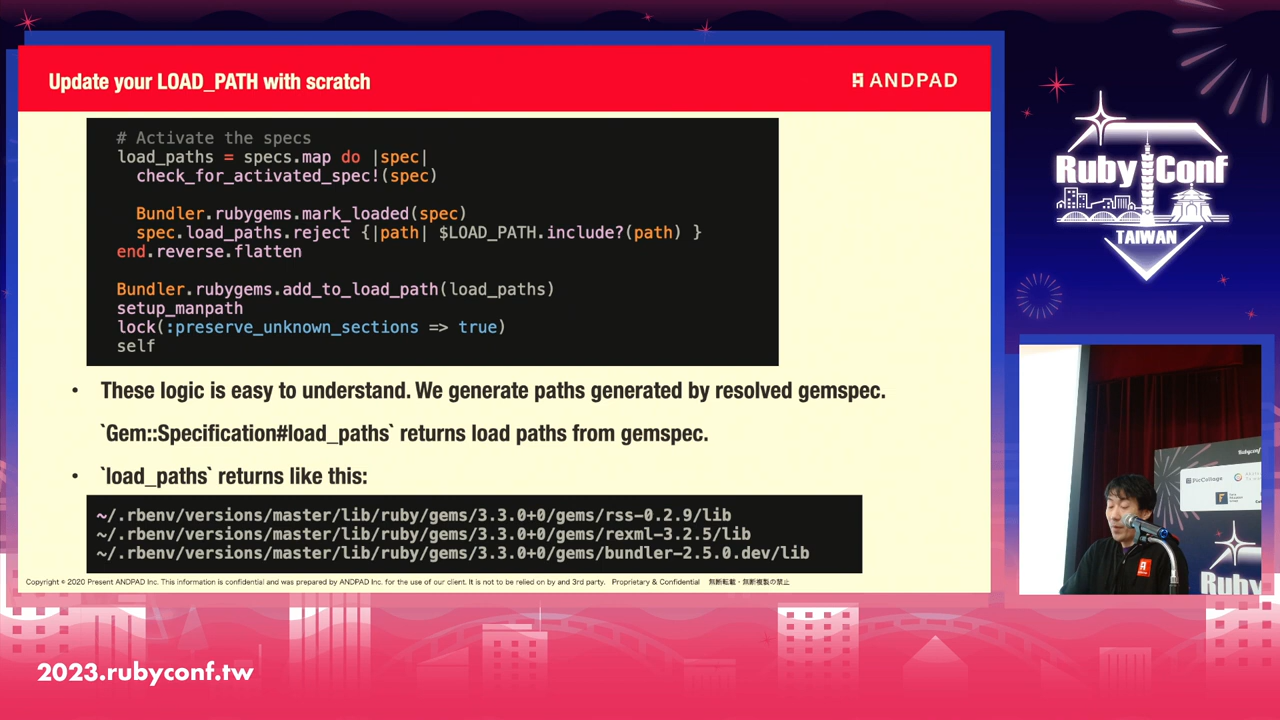 Update your LOAD_PATH with scratch
ANDPAD
# Activate the specs
load_paths = specs.map do |spec|
  check_for_activated_spec!(spec)
  Bundler.rubygems.mark_loaded(spec)
  spec.load_paths.reject {|path| $LOAD_PATH.include?(path) }
end.reverse.flatten
Bundler.rubygems.add_to_load_path(load_paths)
setup_manpath
lock(:preserve_unknown_sections => true)
self
• These logic is easy to understand. We generate paths generated by resolved gemspec.
`Gem::Specification#load_paths` returns load paths from gemspec.
• `load_paths` returns like this:
~/.rbenv/versions/master/lib/ruby/gems/3.3.0+0/gems/rss-0.2.9/lib
~/.rbenv/versions/master/lib/ruby/gems/3.3.0+0/gems/rexml-3.2.5/lib
~/.rbenv/versions/master/lib/ruby/gems/3.3.0+0/gems/bundler-2.5.0.dev/lib
Copyright © 2020 Present ANDPAD Inc. This information is confidential and was prepared by ANDPAD Inc. for the use of our client. It is not to be relied on by and 3rd party. Proprietary & Confidential 無断転載・無断複製の禁止
RubyConf
TAIWAN
Rubyconf
PicCollage
Rub
2023.rubyconf.tw